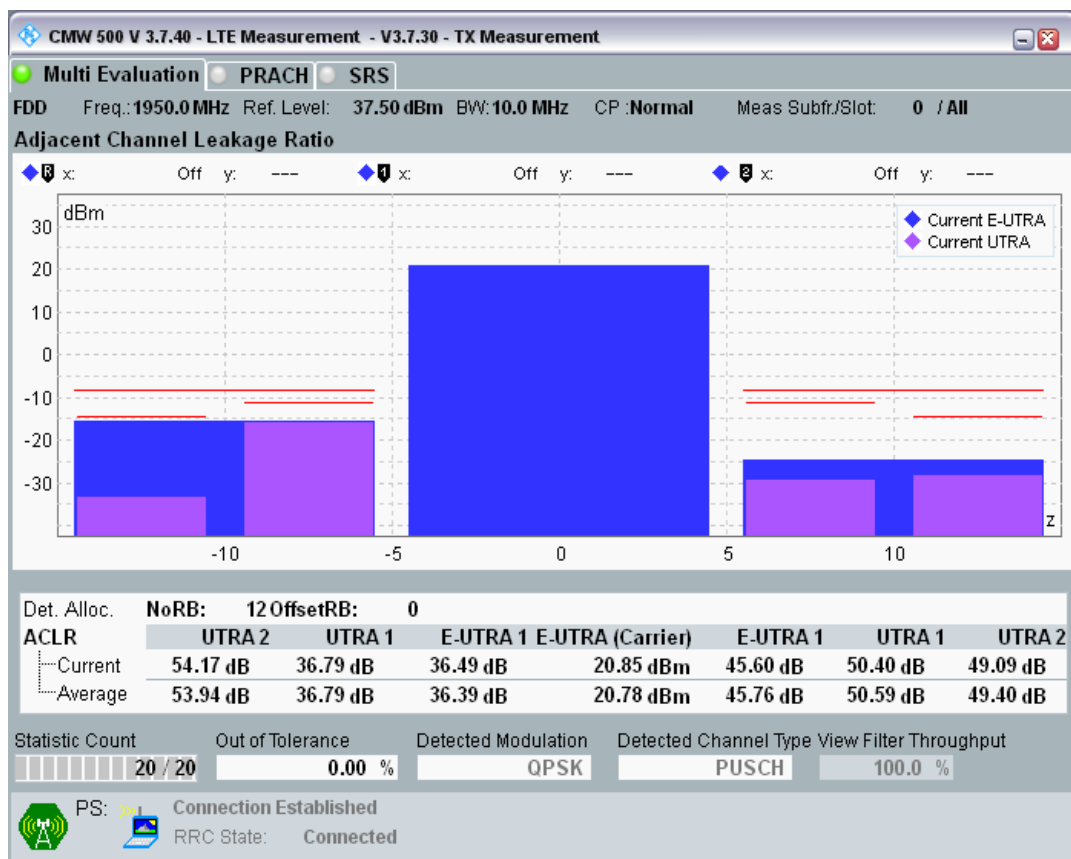 CMW 500 V 3.7.40 - LTE Measurement - V3.7.30 - TX Measurement
Multi Evaluation PRACH SRS
FDD Freq.: 1950.0 MHz Ref. Level: 37.50 dBm BW: 10.0 MHz CP :Normal Meas Subfr./Slot: 0 / All
Adjacent Channel Leakage Ratio
R x: Off y: --- 1 x: Off y: --- 2 x: Off y: ---
dBm
Current E-UTRA
Current UTRA
30
20
10
0
-10
-20
-30
z
-10 -5 0 5 10
Det. Alloc. NoRB: 12 OffsetRB: 0
ACLR UTRA 2 UTRA 1 E-UTRA 1 E-UTRA (Carrier) E-UTRA 1 UTRA 1 UTRA 2
Current 54.17 dB 36.79 dB 36.49 dB 20.85 dBm 45.60 dB 50.40 dB 49.09 dB
Average 53.94 dB 36.79 dB 36.39 dB 20.78 dBm 45.76 dB 50.59 dB 49.40 dB
Statistic Count Out of Tolerance Detected Modulation Detected Channel Type View Filter Throughput
20 / 20 0.00 % QPSK PUSCH 100.0 %
PS: Connection Established
RRC State: Connected